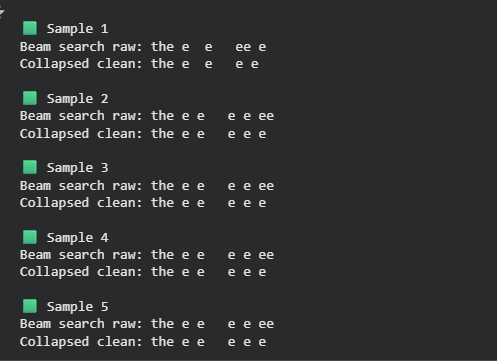 Sample 1
Beam search raw: the e  e   ee e
Collapsed clean: the e  e   e e
Sample 2
Beam search raw: the e e   e e ee
Collapsed clean: the e e   e e e
Sample 3
Beam search raw: the e e   e e ee
Collapsed clean: the e e   e e e
Sample 4
Beam search raw: the e e   e e ee
Collapsed clean: the e e   e e e
Sample 5
Beam search raw: the e e   e e ee
Collapsed clean: the e e   e e e